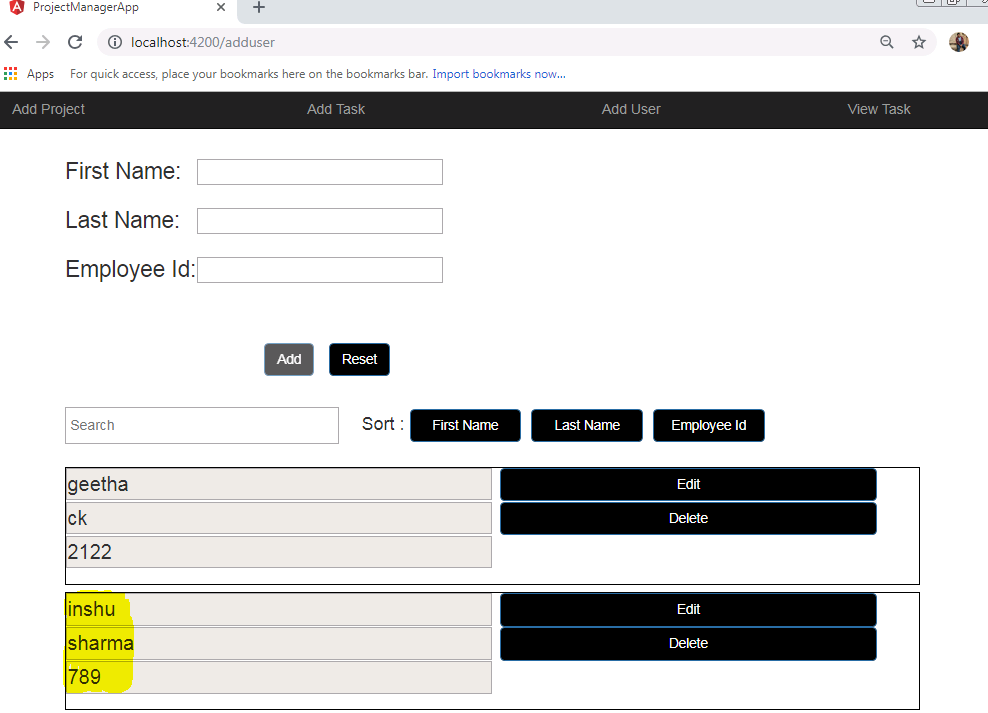 ProjectManagerApp
localhost:4200/adduser
Apps For quick access, place your bookmarks here on the bookmarks bar. Import bookmarks now...
Add Project Add Task Add User View Task
First Name:
Last Name:
Employee Id:
Add Reset
Search Sort : First Name Last Name Employee Id
geetha Edit
ck Delete
2122
inshu Edit
sharma Delete
789